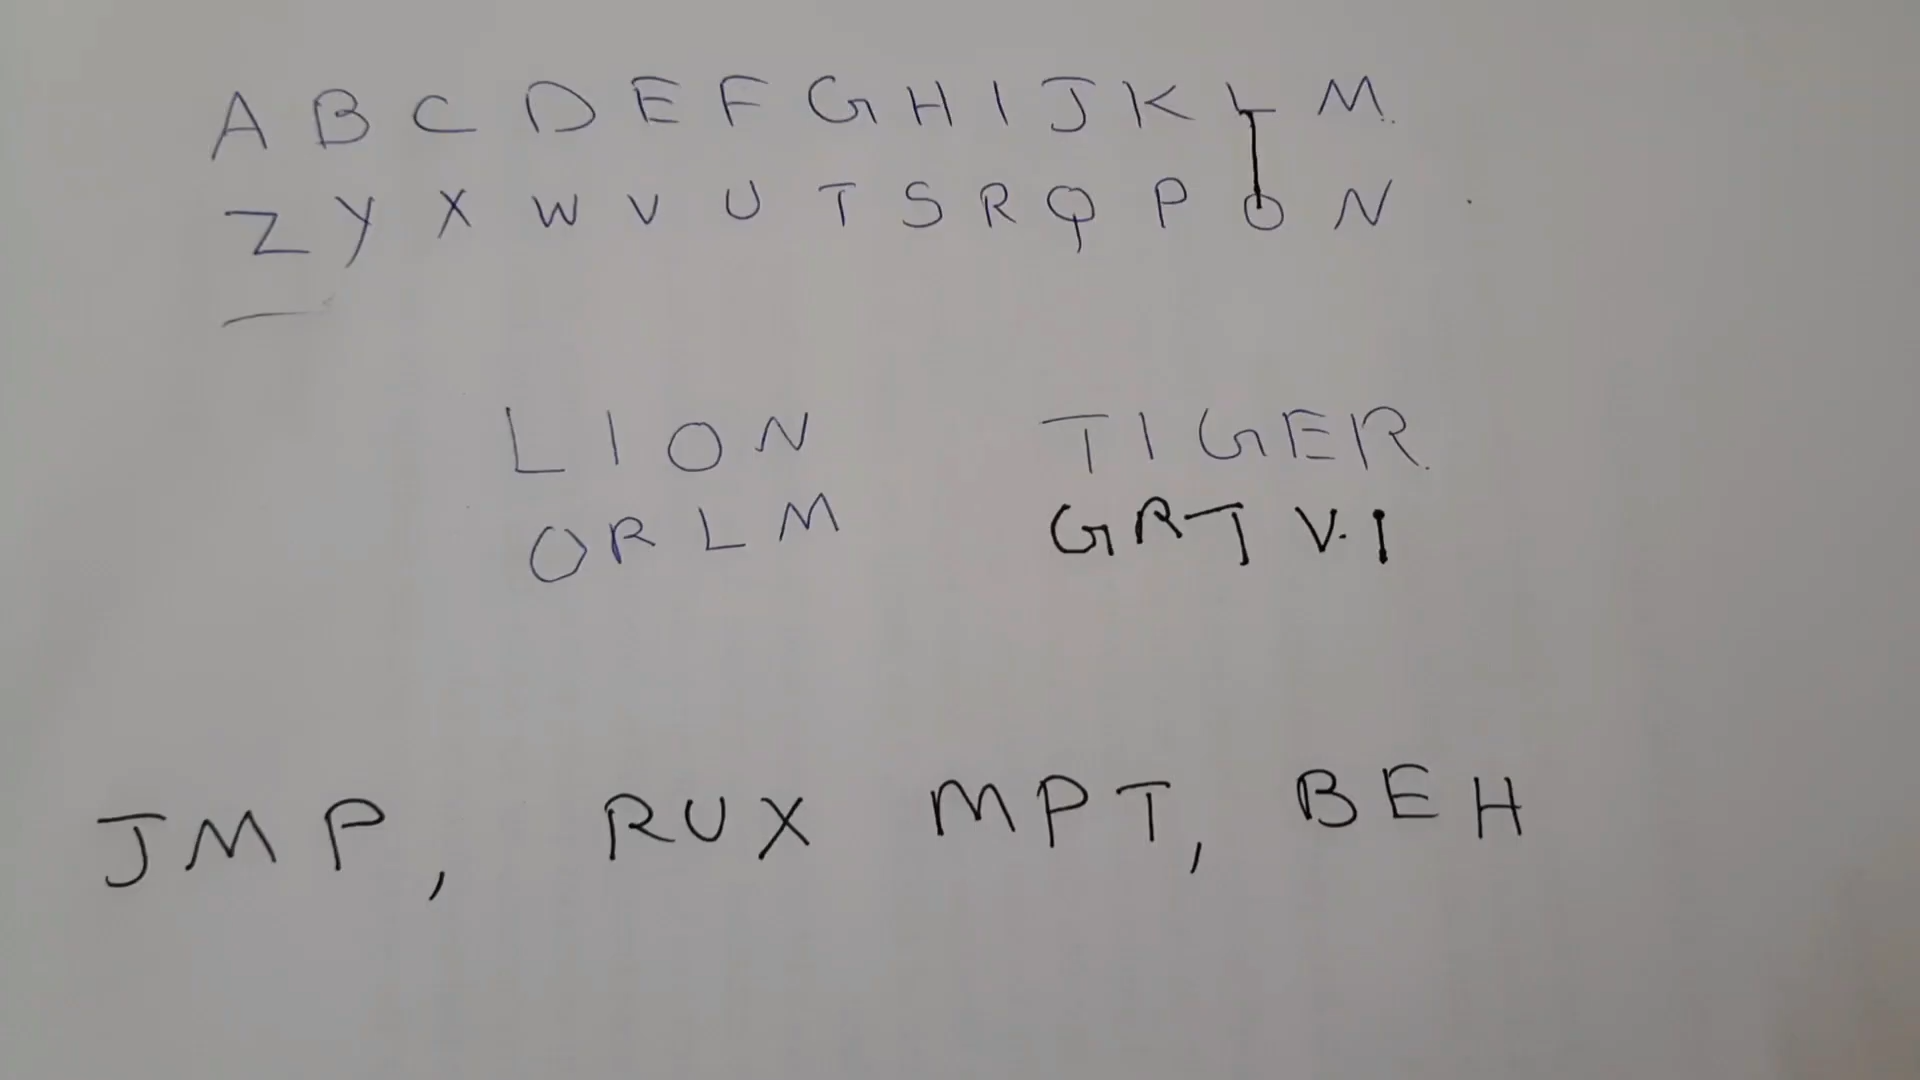 A B C D E F G H I J K L M
Z Y X W V U T S R Q P O N
LION TIGER
ORLM GRTVI
JMP, RUX MPT, BEH